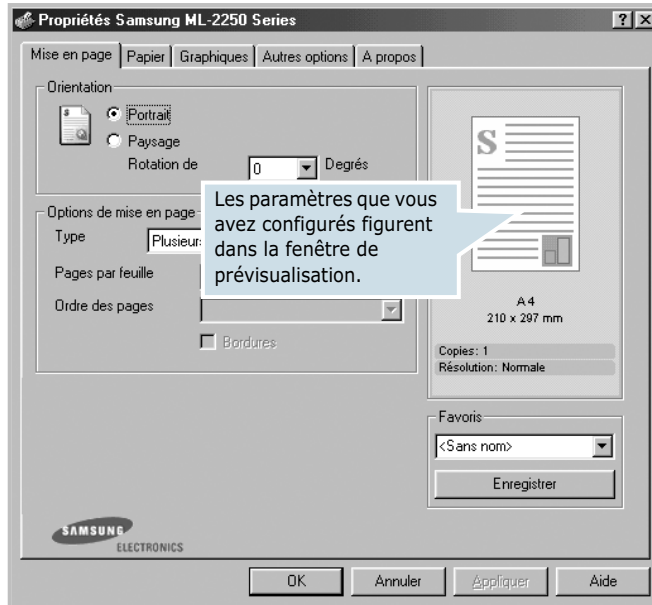 Propriétés Samsung ML-2250 Series
Mise en page Papier Graphiques Autres options A propos
Orientation
Portrait
Paysage
Rotation de 0 Degrés
Options de mise en page
Type
Pages par feuille
Ordre des pages
Bordures
Les paramètres que vous
avez configurés figurent
dans la fenêtre de
prévisualisation.
S
A4
210 x 297 mm
Copies: 1
Résolution: Normale
Favoris
<Sans nom>
Enregistrer
SAMSUNG
ELECTRONICS
OK Annuler Appliquer Aide